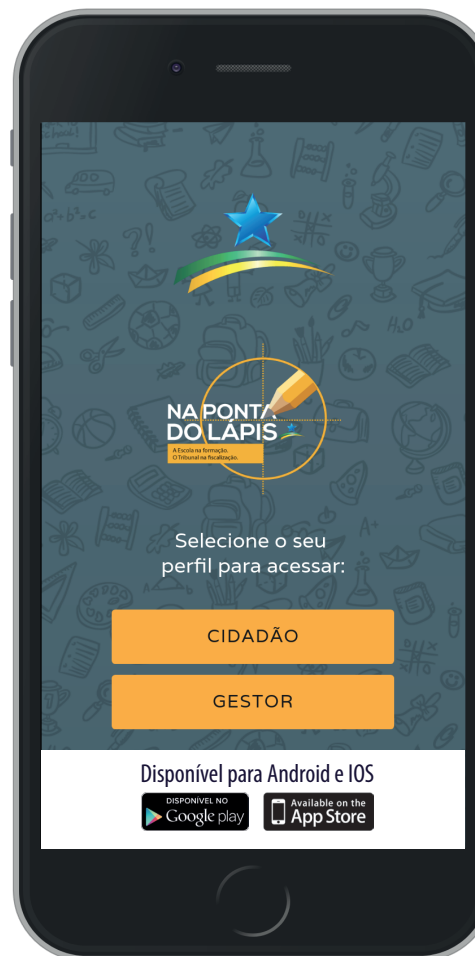 NA PONTA
DO LÁPIS
A Escola na formação.
O Tribunal na fiscalização.
Selecione o seu
perfil para acessar:
CIDADÃO
GESTOR
Disponível para Android e IOS
DISPONÍVEL NO
Google play
Available on the
App Store
H₂O
A+